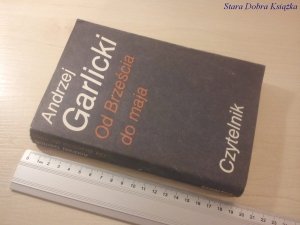 Stara Dobra Książka
Andrzej
Garlicki
Od Brześcia
do maja
Czytelnik